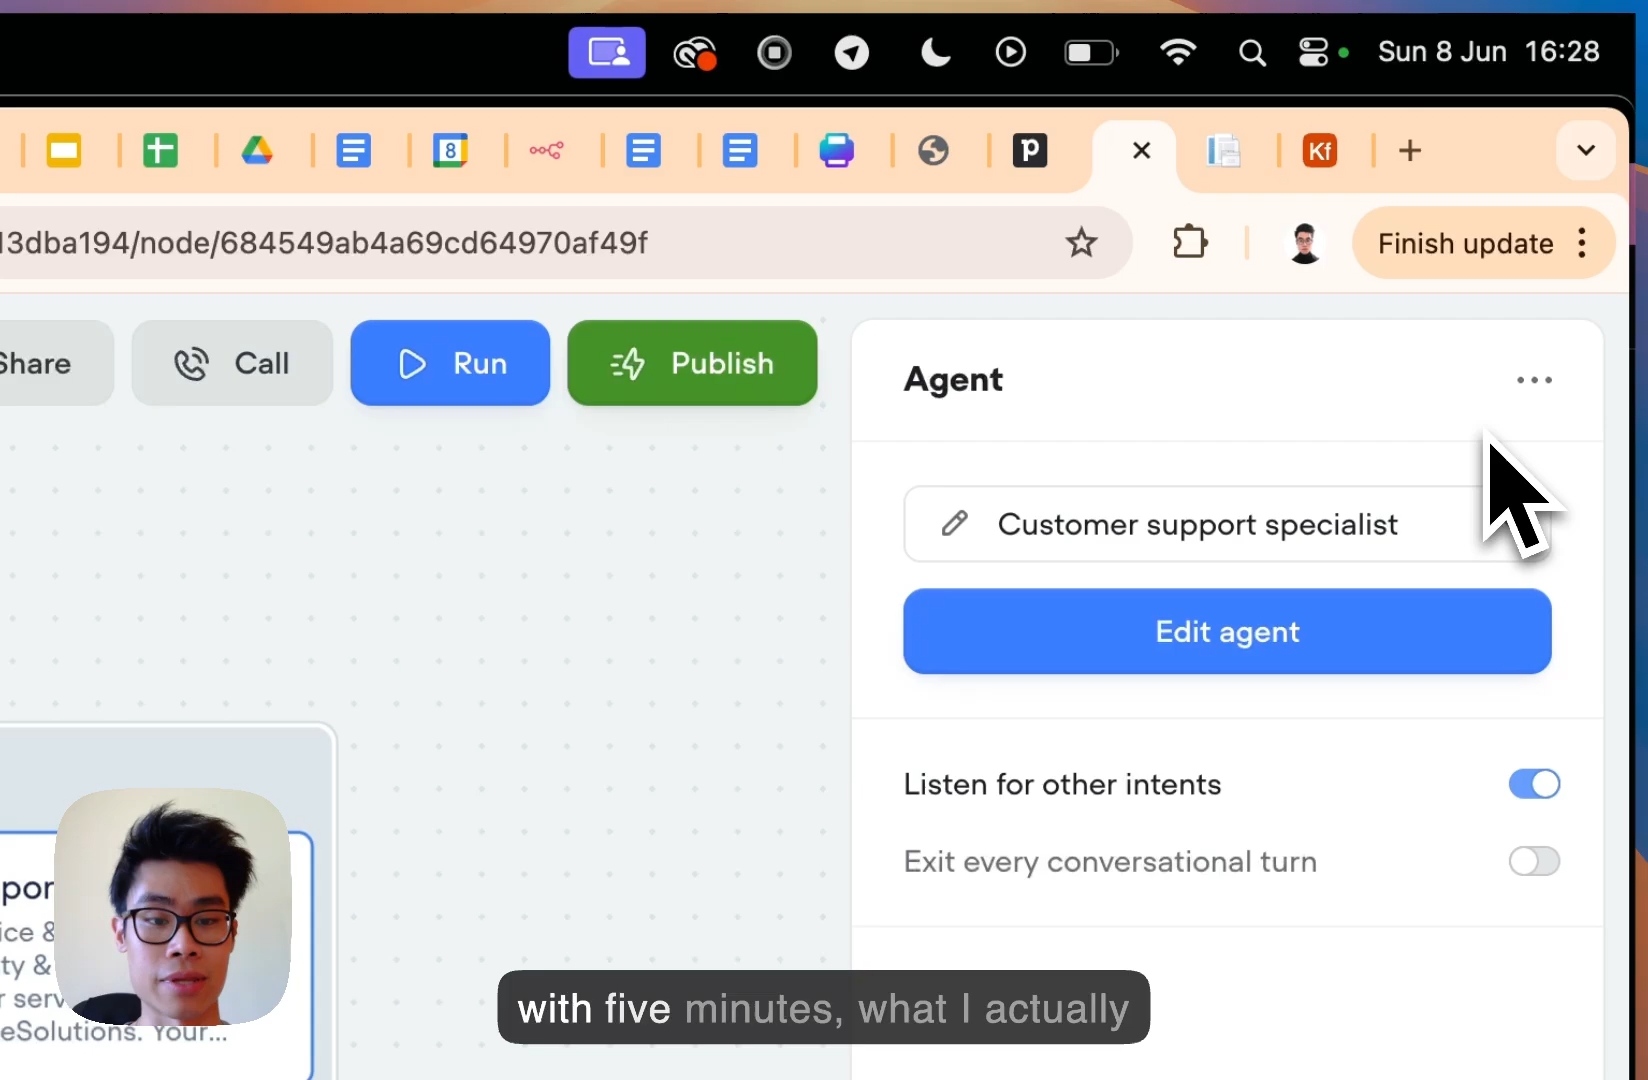 Sun 8 Jun 16:28
8
p
Kf
13dba194/node/684549ab4a69cd64970af49f
Finish update
Share
Call
Run
Publish
Agent
Customer support specialist
Edit agent
Listen for other intents
Exit every conversational turn
por
ice &
ty &
r serv
eSolutions. Your...
with five minutes, what I actually